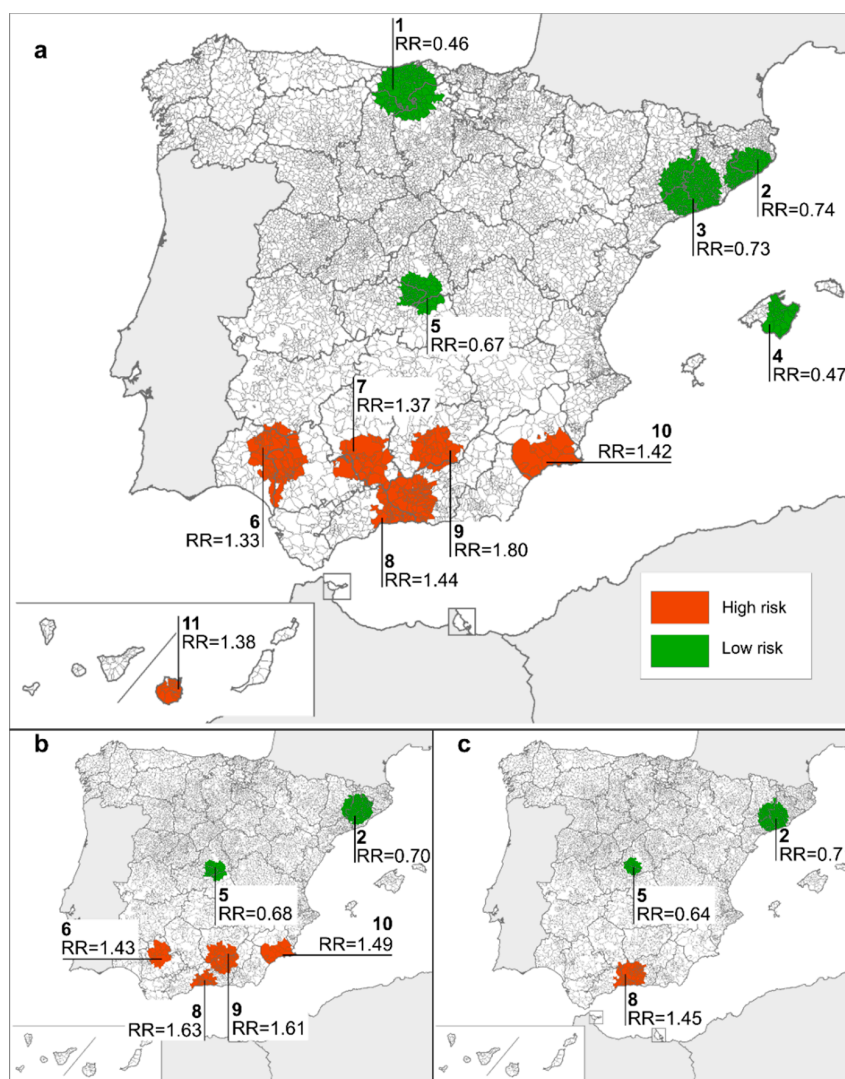 a
1
RR=0.46
2
RR=0.74
3
RR=0.73
4
RR=0.47
5
RR=0.67
7
RR=1.37
10
RR=1.42
6
RR=1.33
8
RR=1.44
9
RR=1.80
11
RR=1.38
High risk
Low risk
b
2
RR=0.70
5
RR=0.68
6
RR=1.43
10
RR=1.49
8
RR=1.63
9
RR=1.61
c
2
RR=0.7
5
RR=0.64
8
RR=1.45